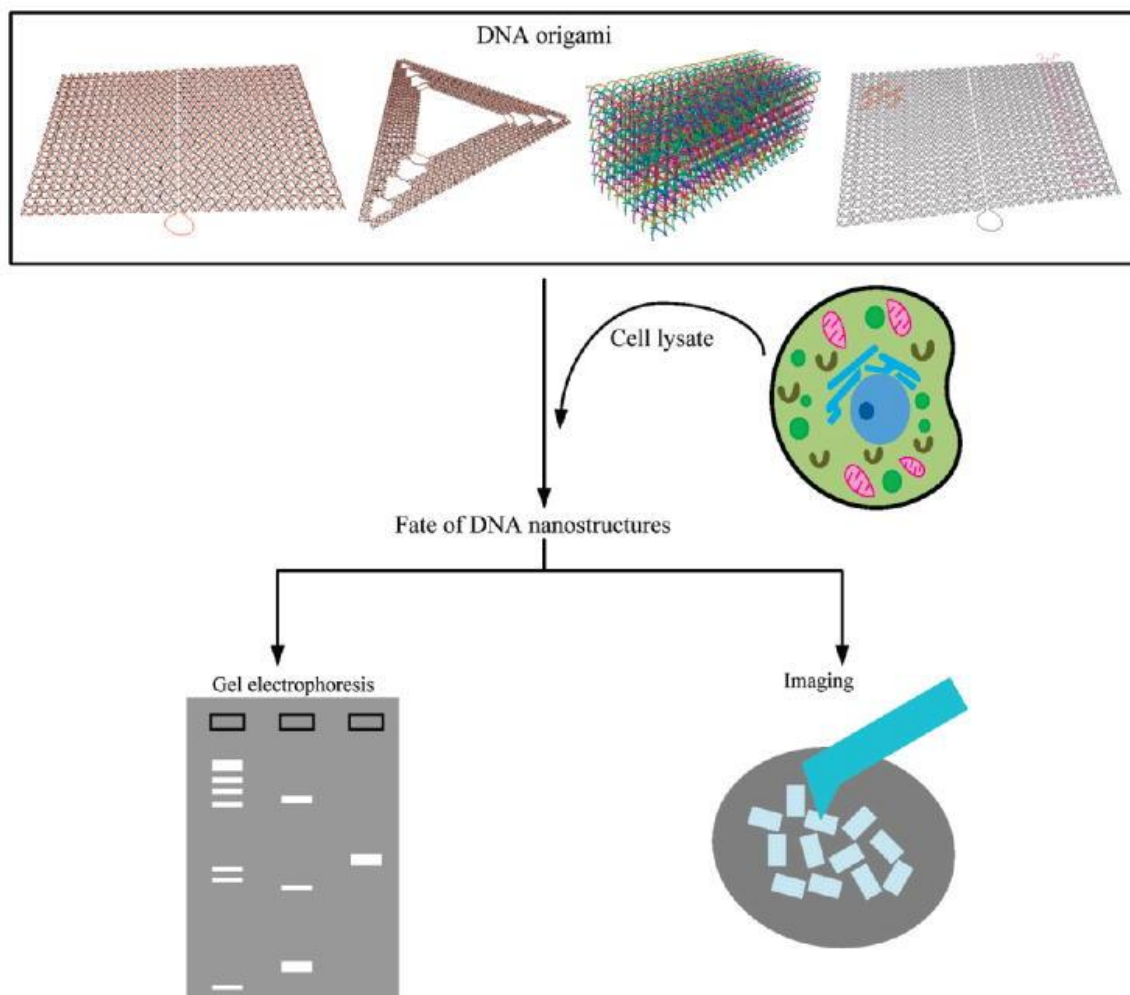 DNA origami
Cell lysate
Fate of DNA nanostructures
Gel electrophoresis
Imaging